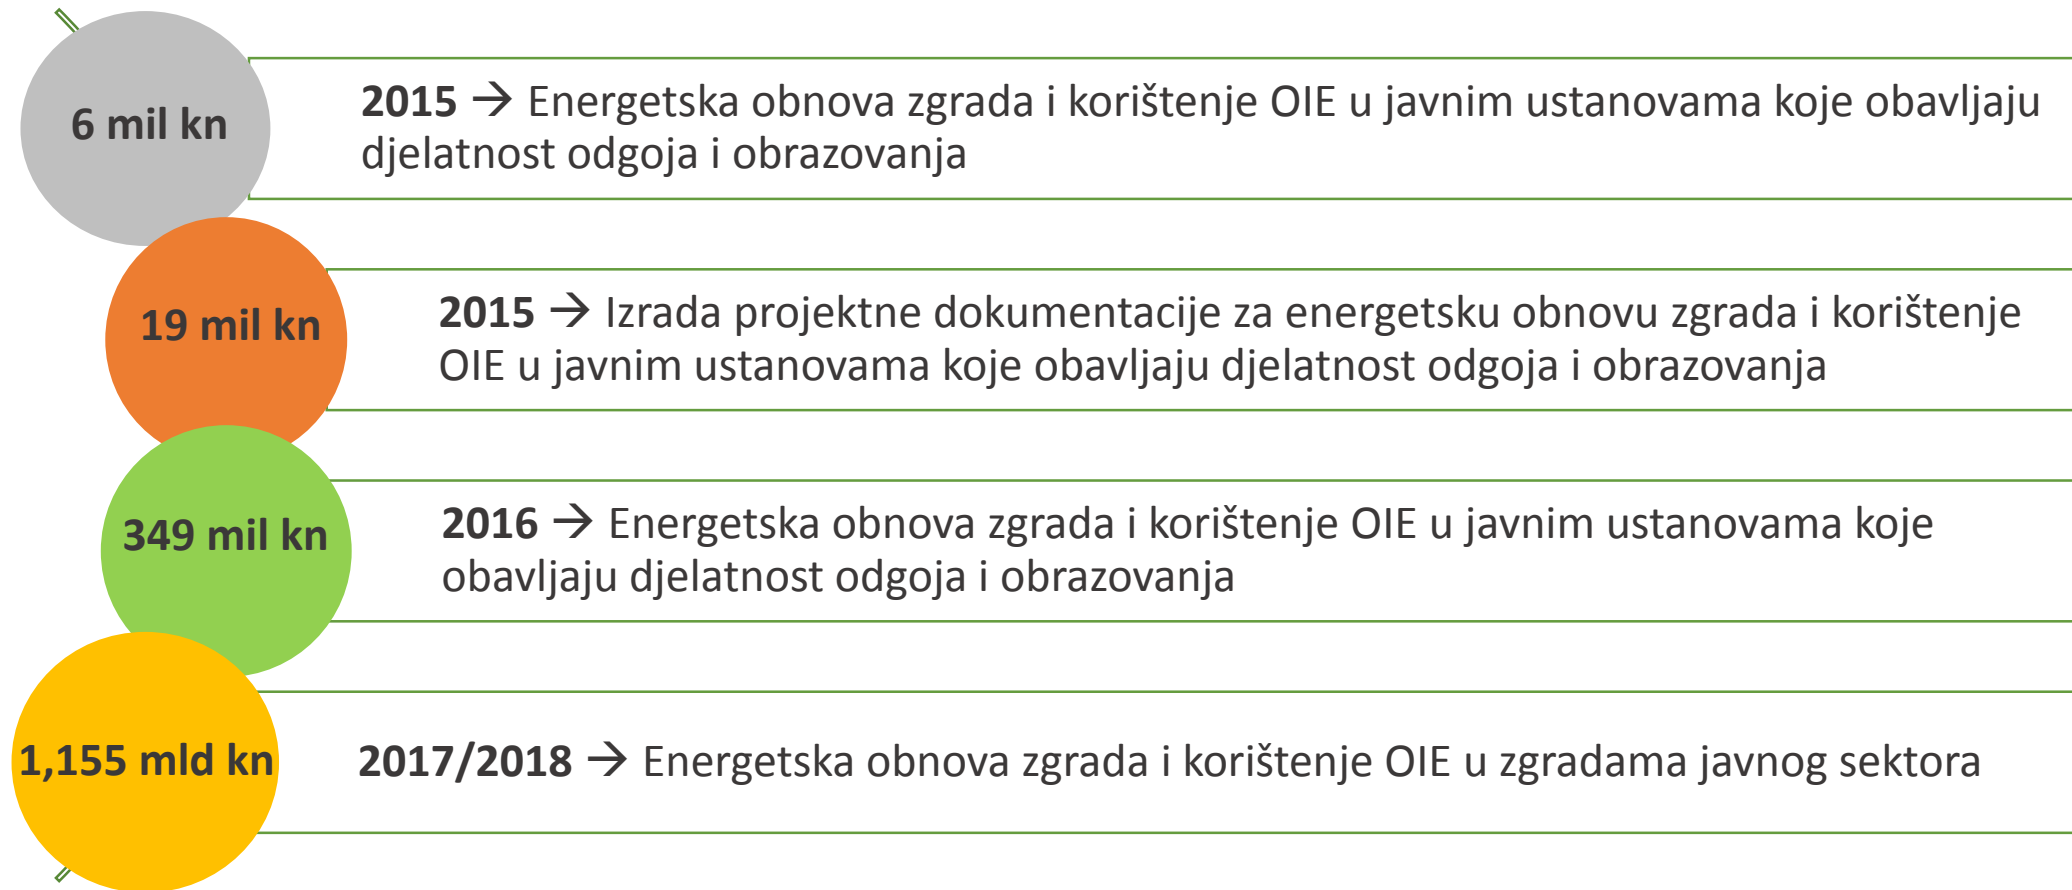 6 mil kn
2015 → Energetska obnova zgrada i korištenje OIE u javnim ustanovama koje obavljaju
djelatnost odgoja i obrazovanja
19 mil kn
2015 → Izrada projektne dokumentacije za energetsku obnovu zgrada i korištenje
OIE u javnim ustanovama koje obavljaju djelatnost odgoja i obrazovanja
349 mil kn
2016 → Energetska obnova zgrada i korištenje OIE u javnim ustanovama koje
obavljaju djelatnost odgoja i obrazovanja
1,155 mld kn
2017/2018 → Energetska obnova zgrada i korištenje OIE u zgradama javnog sektora